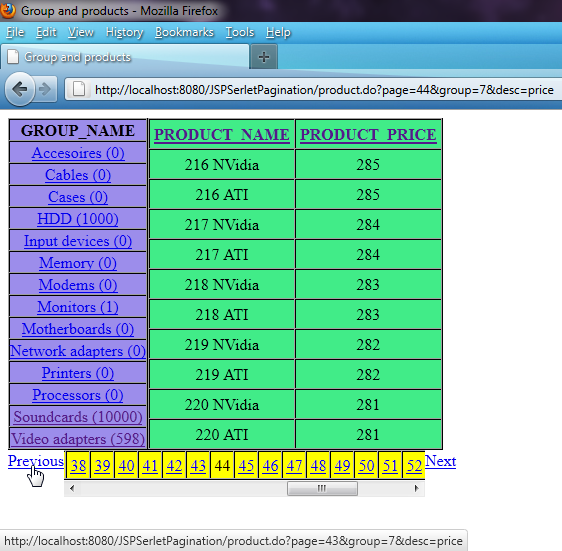 Group and products - Mozilla Firefox
File Edit View History Bookmarks Tools Help
Group and products
http://localhost:8080/JSPSerletPagination/product.do?page=44&group=7&desc=price
GROUP_NAME
Accesoires (0)
Cables (0)
Cases (0)
HDD (1000)
Input devices (0)
Memory (0)
Modems (0)
Monitors (1)
Motherboards (0)
Network adapters (0)
Printers (0)
Processors (0)
Soundcards (10000)
Video adapters (598)
PRODUCT_NAME PRODUCT_PRICE
216 NVidia 285
216 ATI 285
217 NVidia 284
217 ATI 284
218 NVidia 283
218 ATI 283
219 NVidia 282
219 ATI 282
220 NVidia 281
220 ATI 281
Previous 38 39 40 41 42 43 44 45 46 47 48 49 50 51 52 Next
http://localhost:8080/JSPSerletPagination/product.do?page=43&group=7&desc=price